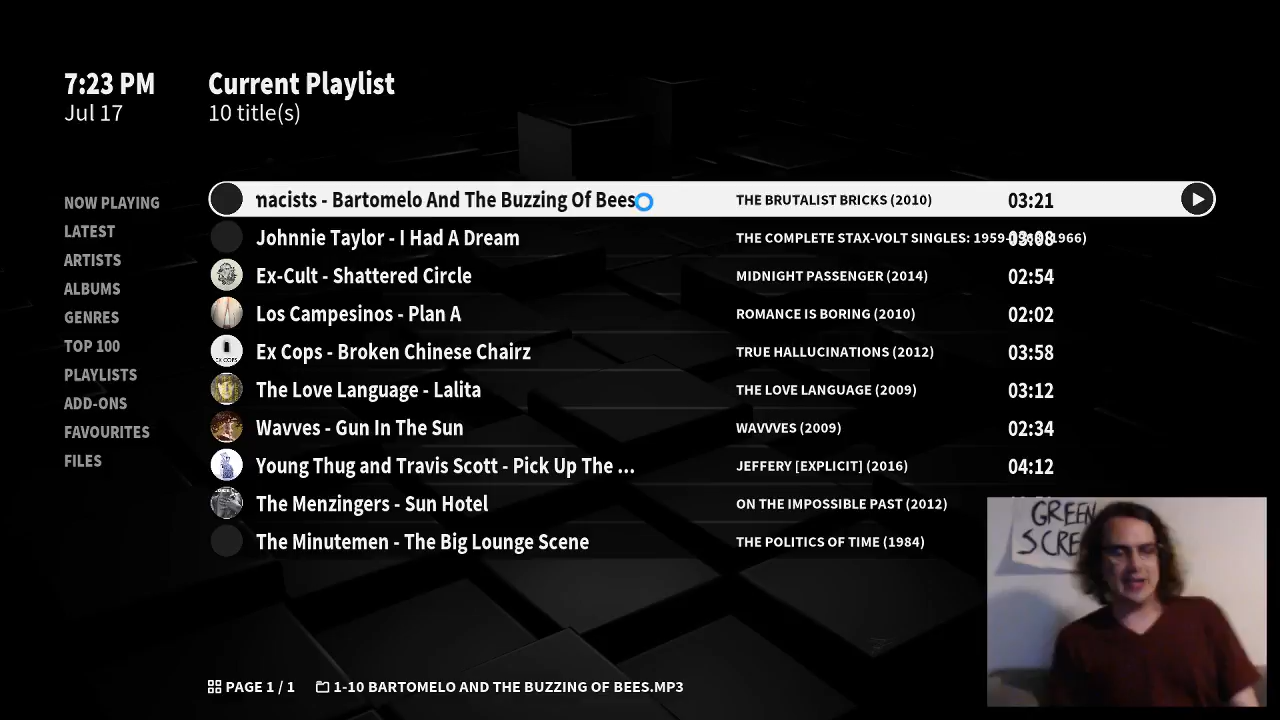 7:23 PM
Jul 17
Current Playlist
10 title(s)
NOW PLAYING
LATEST
ARTISTS
ALBUMS
GENRES
TOP 100
PLAYLISTS
ADD-ONS
FAVOURITES
FILES
nacists - Bartomelo And The Buzzing Of Bees THE BRUTALIST BRICKS (2010) 03:21
Johnnie Taylor - I Had A Dream THE COMPLETE STAX-VOLT SINGLES: 1959- 1966)
Ex-Cult - Shattered Circle MIDNIGHT PASSENGER (2014) 02:54
Los Campesinos - Plan A ROMANCE IS BORING (2010) 02:02
Ex Cops - Broken Chinese Chairz TRUE HALLUCINATIONS (2012) 03:58
The Love Language - Lalita THE LOVE LANGUAGE (2009) 03:12
Wavves - Gun In The Sun WAVVVES (2009) 02:34
Young Thug and Travis Scott - Pick Up The ... JEFFERY [EXPLICIT] (2016) 04:12
The Menzingers - Sun Hotel ON THE IMPOSSIBLE PAST (2012)
The Minutemen - The Big Lounge Scene THE POLITICS OF TIME (1984)
EX COPS
GREEN
SCRE
PAGE 1 / 1 1-10 BARTOMELO AND THE BUZZING OF BEES.MP3